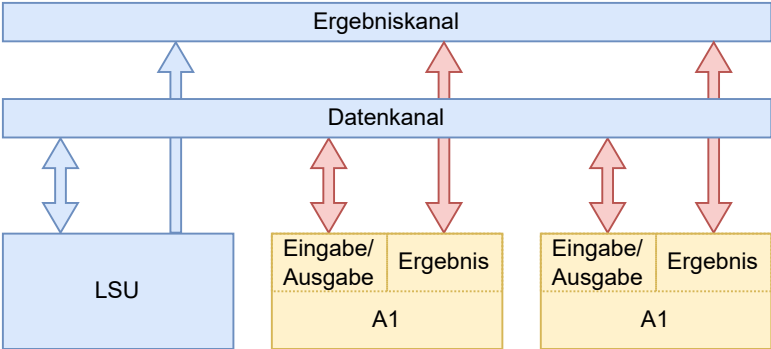 Ergebniskanal
Datenkanal
LSU
Eingabe/
Ausgabe
Ergebnis
A1
Eingabe/
Ausgabe
Ergebnis
A1